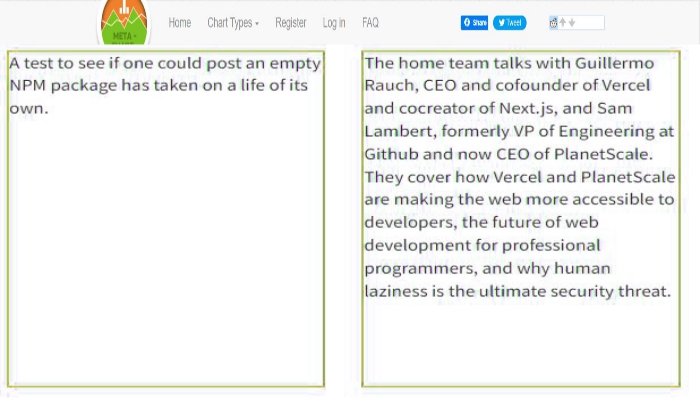 META -
Home Chart Types Register Log in FAQ Share Tweet
A test to see if one could post an empty
NPM package has taken on a life of its
own.
The home team talks with Guillermo
Rauch, CEO and cofounder of Vercel
and cocreator of Next.js, and Sam
Lambert, formerly VP of Engineering at
Github and now CEO of PlanetScale.
They cover how Vercel and PlanetScale
are making the web more accessible to
developers, the future of web
development for professional
programmers, and why human
laziness is the ultimate security threat.